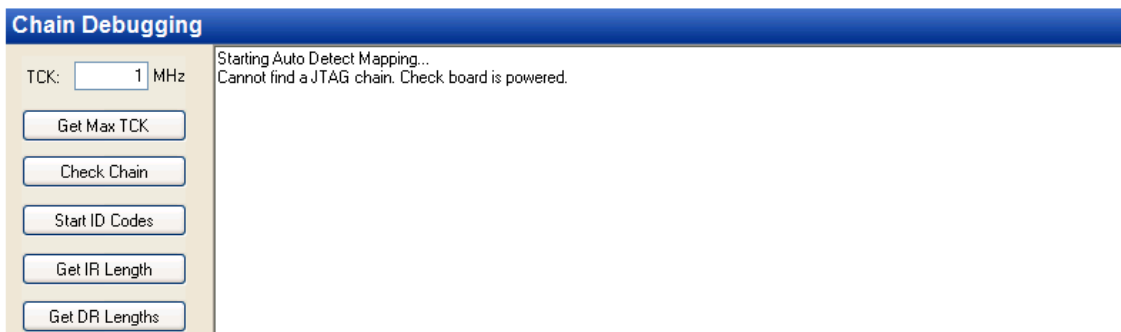 Chain Debugging
TCK: 1 MHz
Get Max TCK
Check Chain
Start ID Codes
Get IR Length
Get DR Lengths
Starting Auto Detect Mapping...
Cannot find a JTAG chain. Check board is powered.